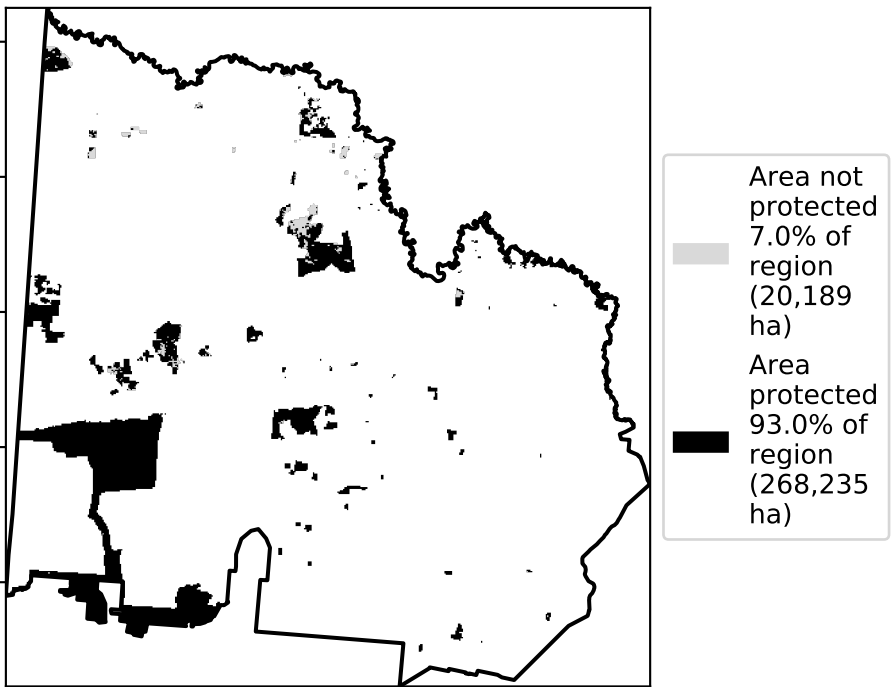 Area not
protected
7.0% of
region
(20,189
ha)
Area
protected
93.0% of
region
(268,235
ha)